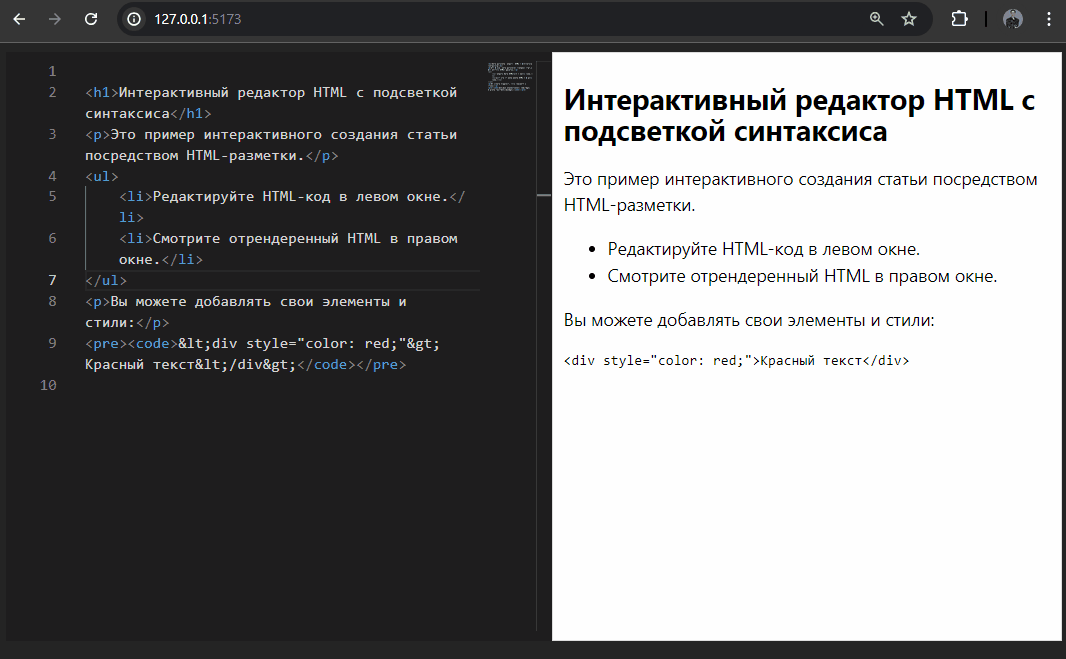 127.0.0.1:5173
1
2 <h1>Интерактивный редактор HTML с подсветкой
синтаксиса</h1>
3 <p>Это пример интерактивного создания статьи
посредством HTML-разметки.</p>
4 <ul>
5 <li>Редактируйте HTML-код в левом окне.</
li>
6 <li>Смотрите отрендеренный HTML в правом
окне.</li>
7 </ul>
8 <p>Вы можете добавлять свои элементы и
стили:</p>
9 <pre><code>&lt;div style="color: red;"&gt;
Красный текст&lt;/div&gt;</code></pre>
10
Интерактивный редактор HTML с
подсветкой синтаксиса
Это пример интерактивного создания статьи посредством
HTML-разметки.
• Редактируйте HTML-код в левом окне.
• Смотрите отрендеренный HTML в правом окне.
Вы можете добавлять свои элементы и стили:
<div style="color: red;">Красный текст</div>